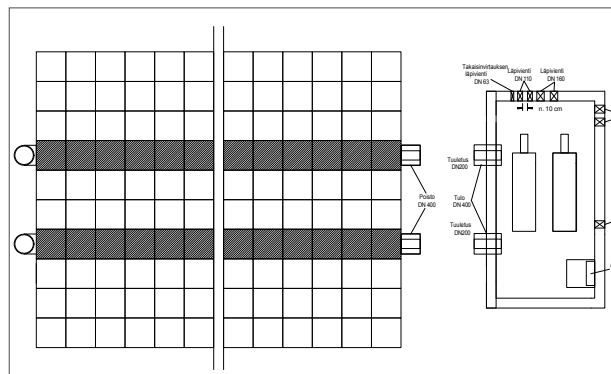 Takaisinvirtauksen
läpivienti
DN 63
Läpivienti
DN 110
Läpivienti
DN 160
n. 10 cm
Tuuletus
DN200
Poisto
DN 400
Tulo
DN 400
Tuuletus
DN200